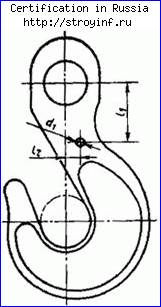 Certification in Russia
http://stroyinf.ru
l₁
d₁
l₂